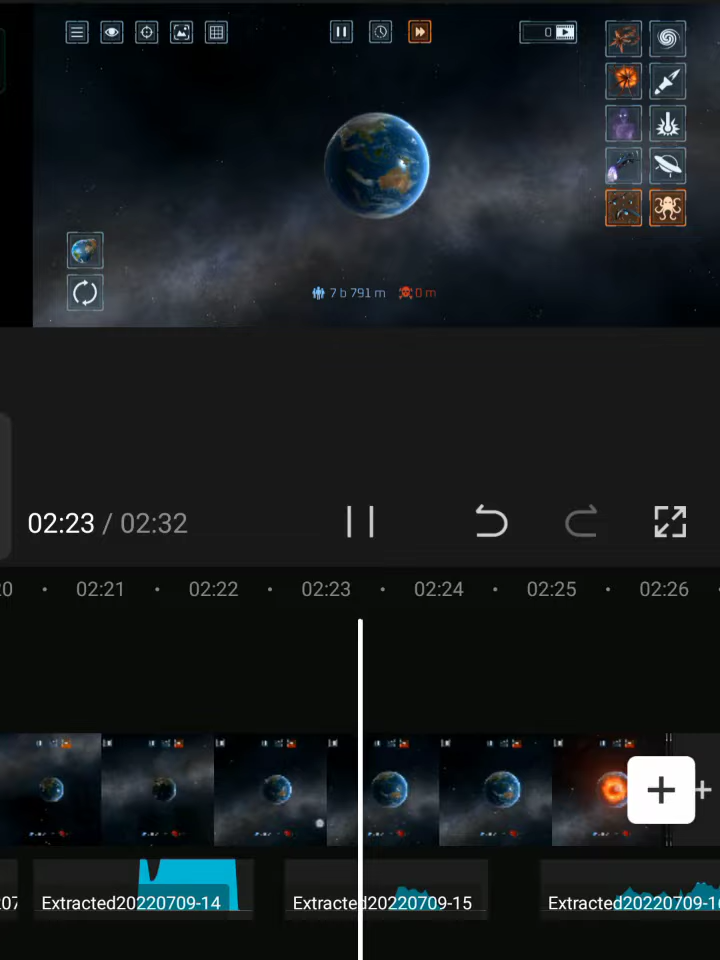 0
7 b 791 m 0 m
02:23 / 02:32
20 02:21 02:22 02:23 02:24 02:25 02:26
07 Extracted20220709-14 Extracted20220709-15 Extracted20220709-16